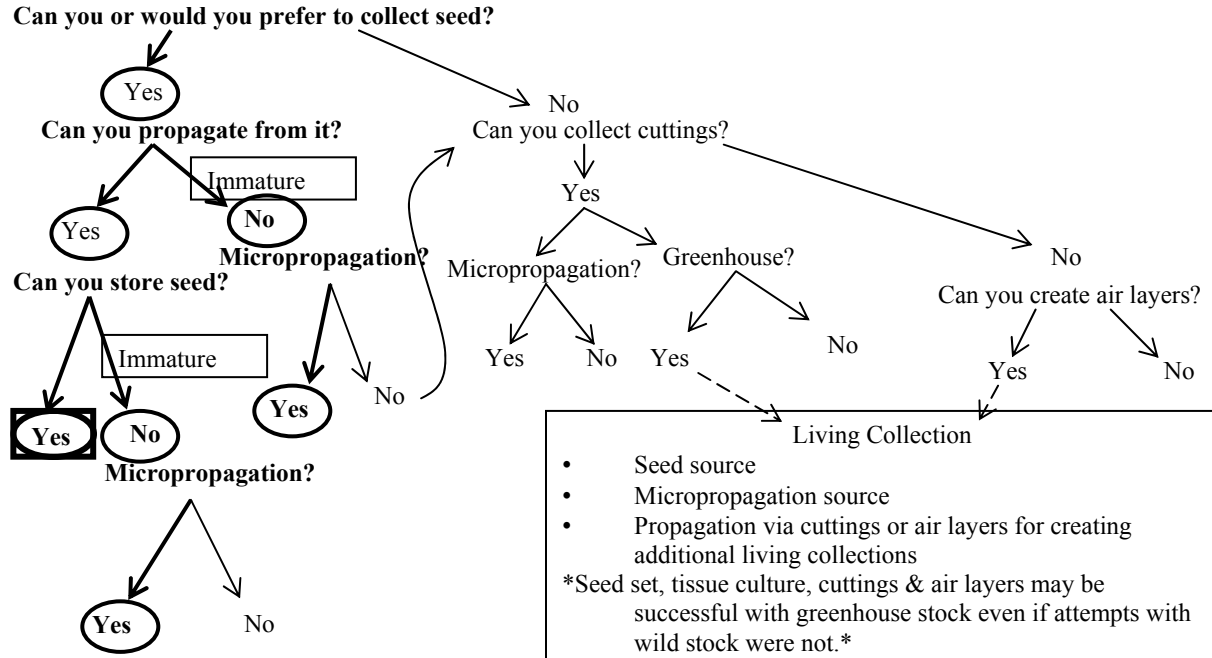 Can you or would you prefer to collect seed?
Yes
No
Can you propagate from it?
Can you collect cuttings?
Immature
Yes
No
Yes
Micropropagation?
Micropropagation?
Greenhouse?
No
Can you store seed?
Can you create air layers?
Immature
Yes
No
Yes
No
Yes
No
Yes
No
Yes
No
Living Collection
• Seed source
• Micropropagation source
• Propagation via cuttings or air layers for creating
additional living collections
*Seed set, tissue culture, cuttings & air layers may be
successful with greenhouse stock even if attempts with
wild stock were not.*
Micropropagation?
Yes
No